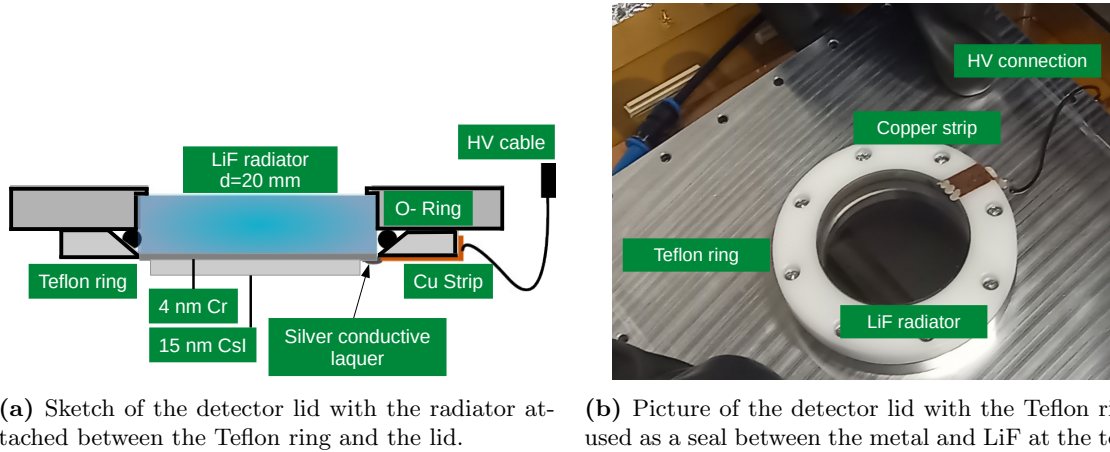 HV cable
LiF radiator
d=20 mm
O- Ring
Teflon ring
Cu Strip
4 nm Cr
15 nm CsI
Silver conductive
laquer
(a) Sketch of the detector lid with the radiator at-
tached between the Teflon ring and the lid.
HV connection
Copper strip
Teflon ring
LiF radiator
(b) Picture of the detector lid with the Teflon
used as a seal between the metal and LiF at the